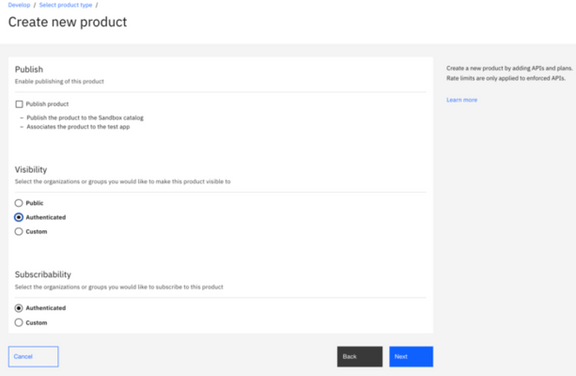 Develop / Select product type /
Create new product
Publish
Enable publishing of this product
Publish product
– Publish the product to the Sandbox catalog
– Associates the product to the test app
Visibility
Select the organizations or groups you would like to make this product visible to
Public
Authenticated
Custom
Subscribability
Select the organizations or groups you would like to subscribe to this product
Authenticated
Custom
Cancel
Back
Next
Create a new product by adding APIs and plans.
Rate limits are only applied to enforced APIs.
Learn more